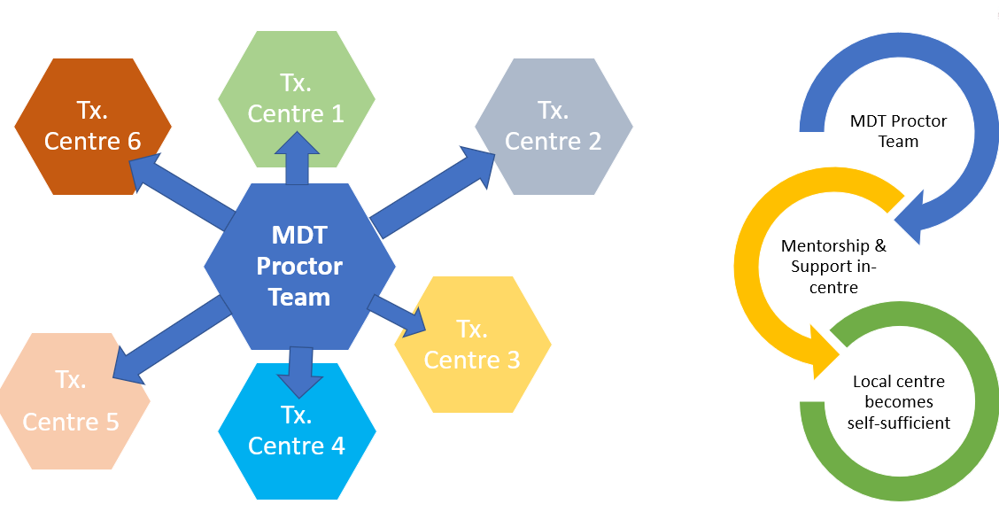 Tx.
Centre 1
Tx.
Centre 2
Tx.
Centre 3
Tx.
Centre 4
Tx.
Centre 5
Tx.
Centre 6
MDT
Proctor
Team
MDT Proctor
Team
Mentorship &
Support in-
centre
Local centre
becomes
self-sufficient